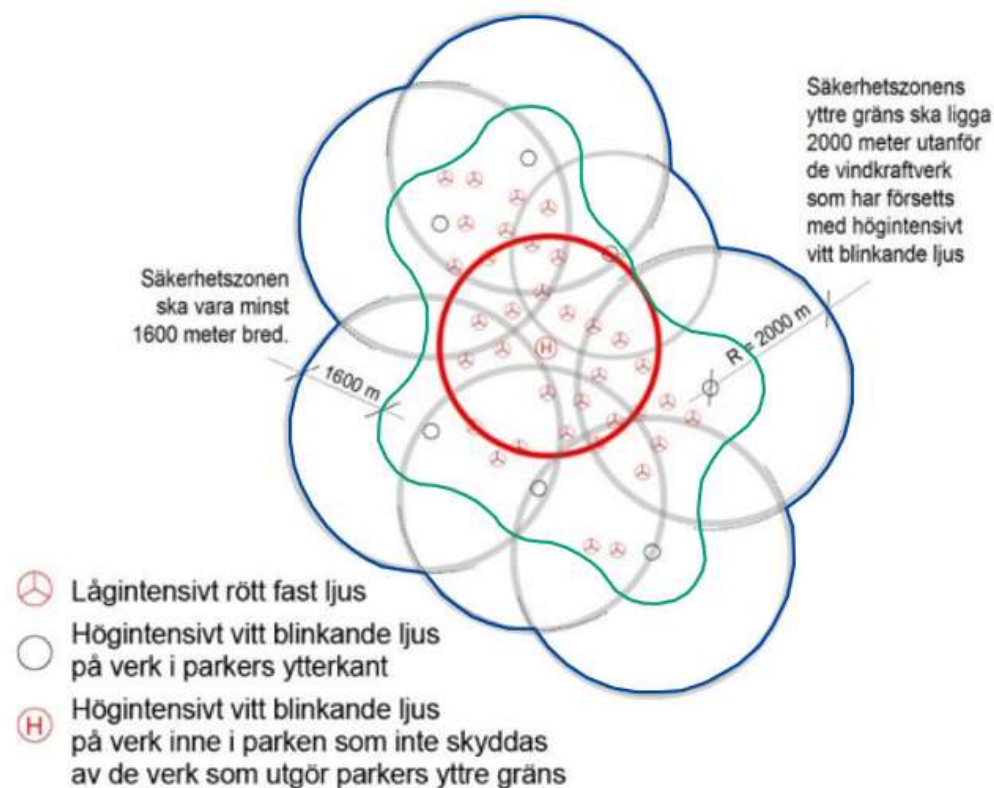 Säkerhetszonens
yttre gräns ska ligga
2000 meter utanför
de vindkraftverk
som har försetts
med högintensivt
vitt blinkande ljus
Säkerhetszonen
ska vara minst
1600 meter bred.
R = 2000 m
1600 m
H
Lågintensivt rött fast ljus
Högintensivt vitt blinkande ljus
på verk i parkers ytterkant
H
Högintensivt vitt blinkande ljus
på verk inne i parken som inte skyddas
av de verk som utgör parkers yttre gräns